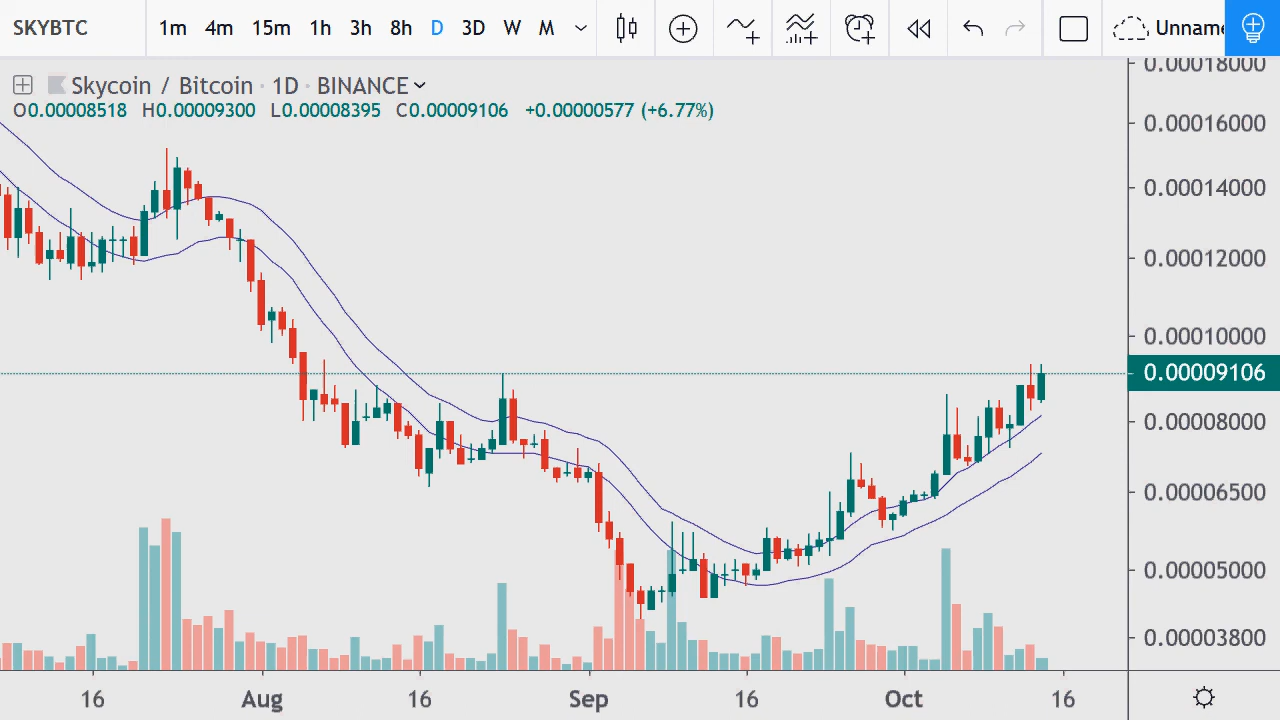 SKYBTC 1m 4m 15m 1h 3h 8h D 3D W M Unname
Skycoin / Bitcoin · 1D · BINANCE
O0.00008518 H0.00009300 L0.00008395 C0.00009106 +0.00000577 (+6.77%)
0.00018000
0.00016000
0.00014000
0.00012000
0.00010000
0.00009106
0.00008000
0.00006500
0.00005000
0.00003800
16 Aug 16 Sep 16 Oct 16